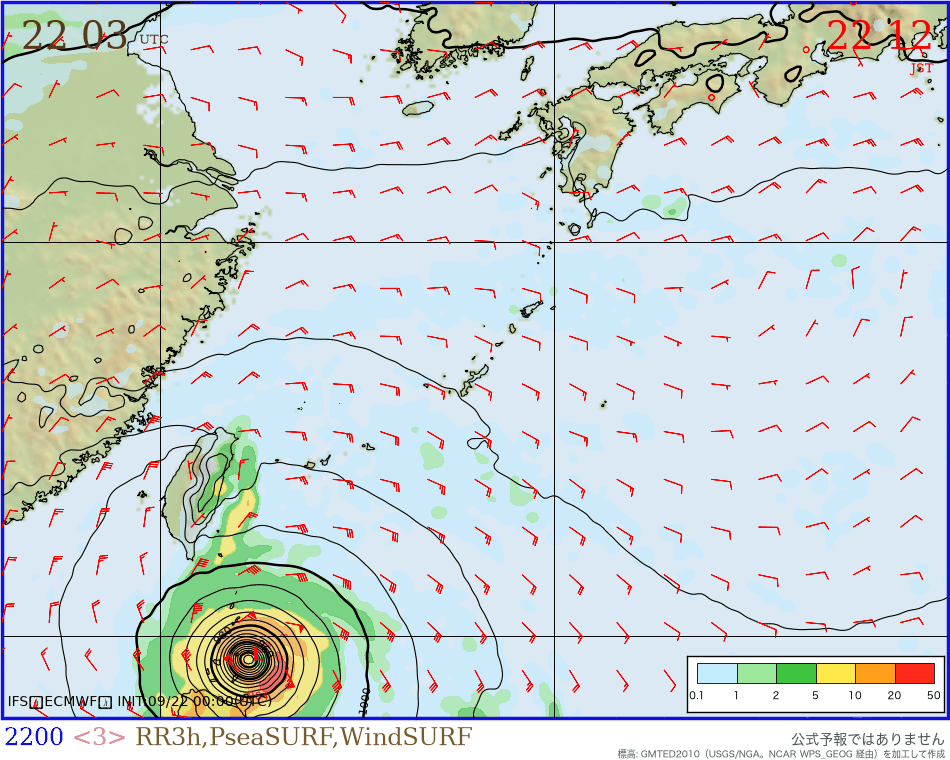 22 03 UTC
22 12
JST
1000
IFS ECMWF INIT:09/22 00:00(UTC)
0.1 1 2 5 10 20 50
2200 <3> RR3h,PseaSURF,WindSURF
公式予報ではありません
標高: GMTED2010（USGS/NGA。NCAR WPS_GEOG 経由）を加工して作成